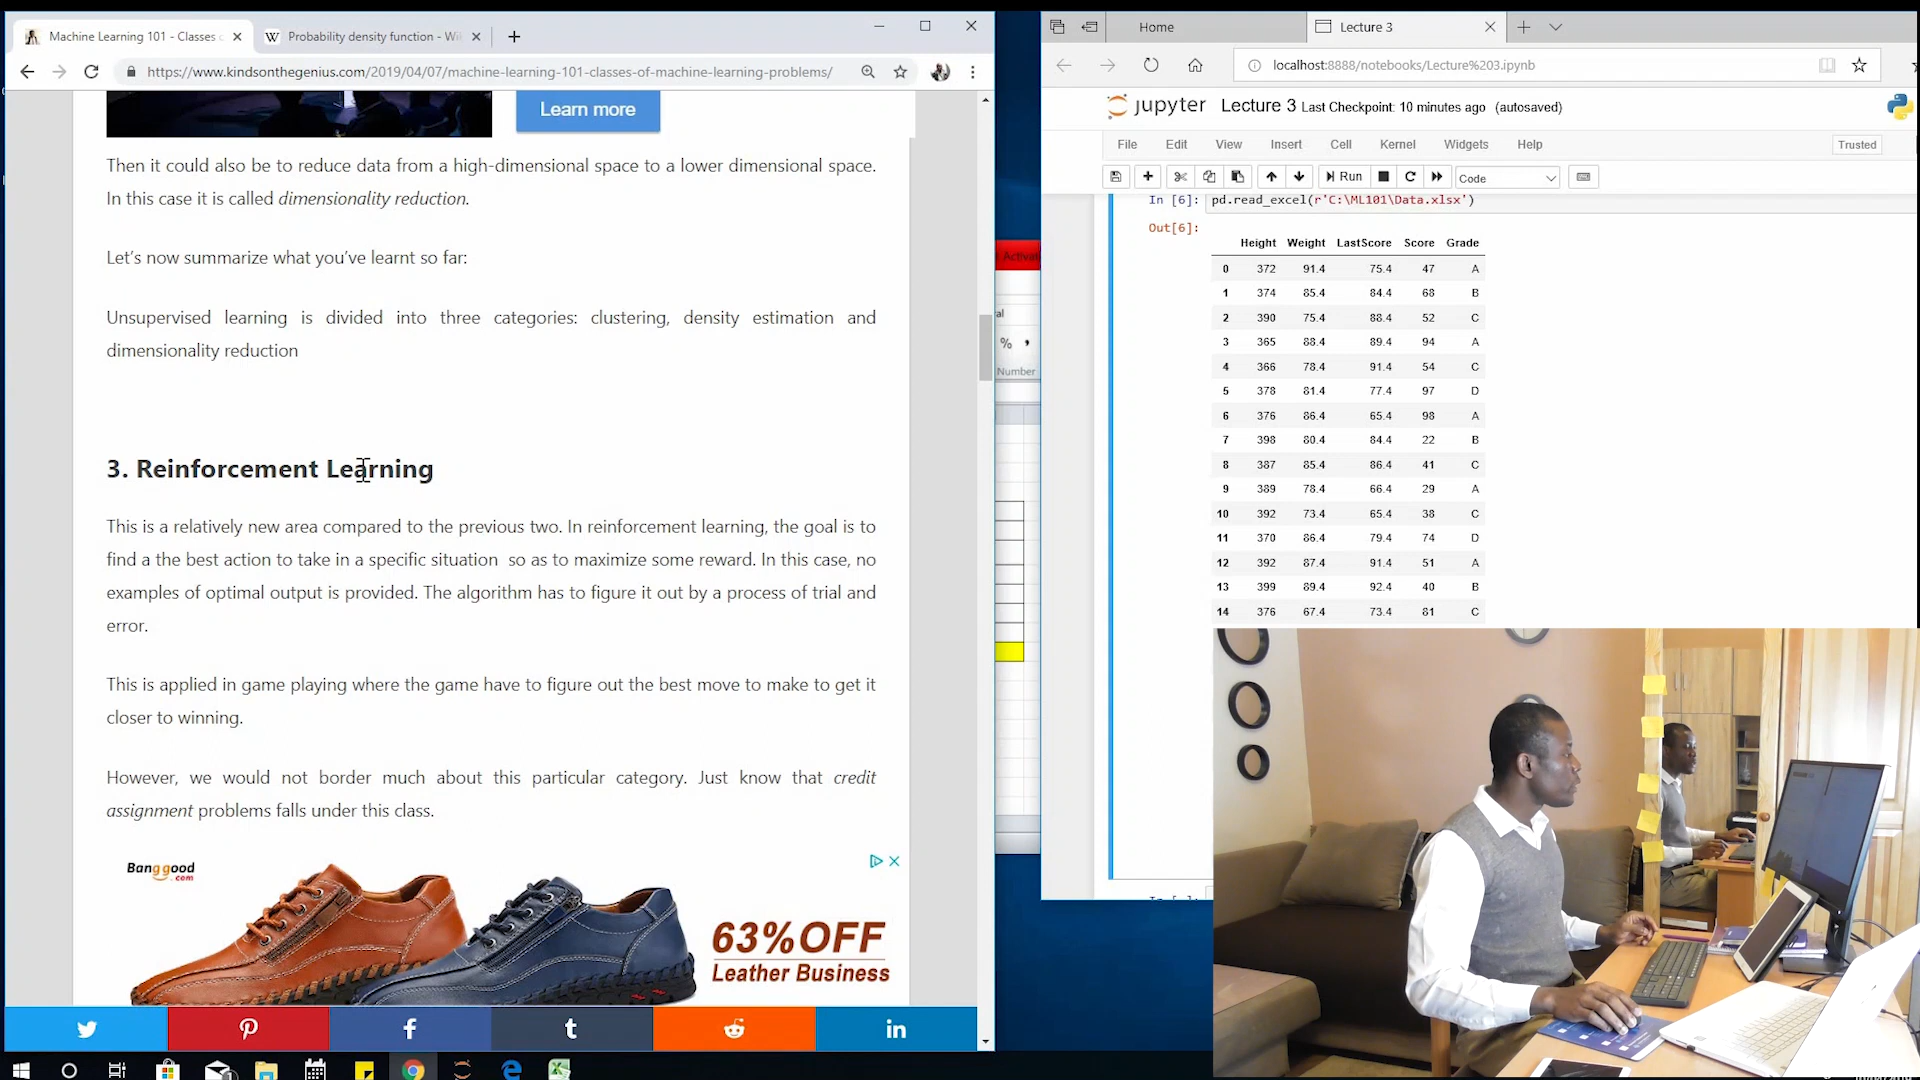 Machine Learning 101 - Classes
Probability density function - Wi
https://www.kindsonthegenius.com/2019/04/07/machine-learning-101-classes-of-machine-learning-problems/
Learn more
Then it could also be to reduce data from a high-dimensional space to a lower dimensional space.
In this case it is called dimensionality reduction.
Let's now summarize what you've learnt so far:
Unsupervised learning is divided into three categories: clustering, density estimation and
dimensionality reduction
3. Reinforcement Learning
This is a relatively new area compared to the previous two. In reinforcement learning, the goal is to
find a the best action to take in a specific situation so as to maximize some reward. In this case, no
examples of optimal output is provided. The algorithm has to figure it out by a process of trial and
error.
This is applied in game playing where the game have to figure out the best move to make to get it
closer to winning.
However, we would not border much about this particular category. Just know that credit
assignment problems falls under this class.
Banggood
.com
63%OFF
Leather Business
Activat
al
% ,
Number
Home
Lecture 3
localhost:8888/notebooks/Lecture%203.ipynb
jupyter Lecture 3 Last Checkpoint: 10 minutes ago (autosaved)
File Edit View Insert Cell Kernel Widgets Help
Trusted
Run
Code
In [6]: pd.read_excel(r'C:\ML101\Data.xlsx')
Out[6]:
Height Weight LastScore Score Grade
0 372 91.4 75.4 47 A
1 374 85.4 84.4 68 B
2 390 75.4 88.4 52 C
3 365 88.4 89.4 94 A
4 366 78.4 91.4 54 C
5 378 81.4 77.4 97 D
6 376 86.4 65.4 98 A
7 398 80.4 84.4 22 B
8 387 85.4 86.4 41 C
9 389 78.4 66.4 29 A
10 392 73.4 65.4 38 C
11 370 86.4 79.4 74 D
12 392 87.4 91.4 51 A
13 399 89.4 92.4 40 B
14 376 67.4 73.4 81 C